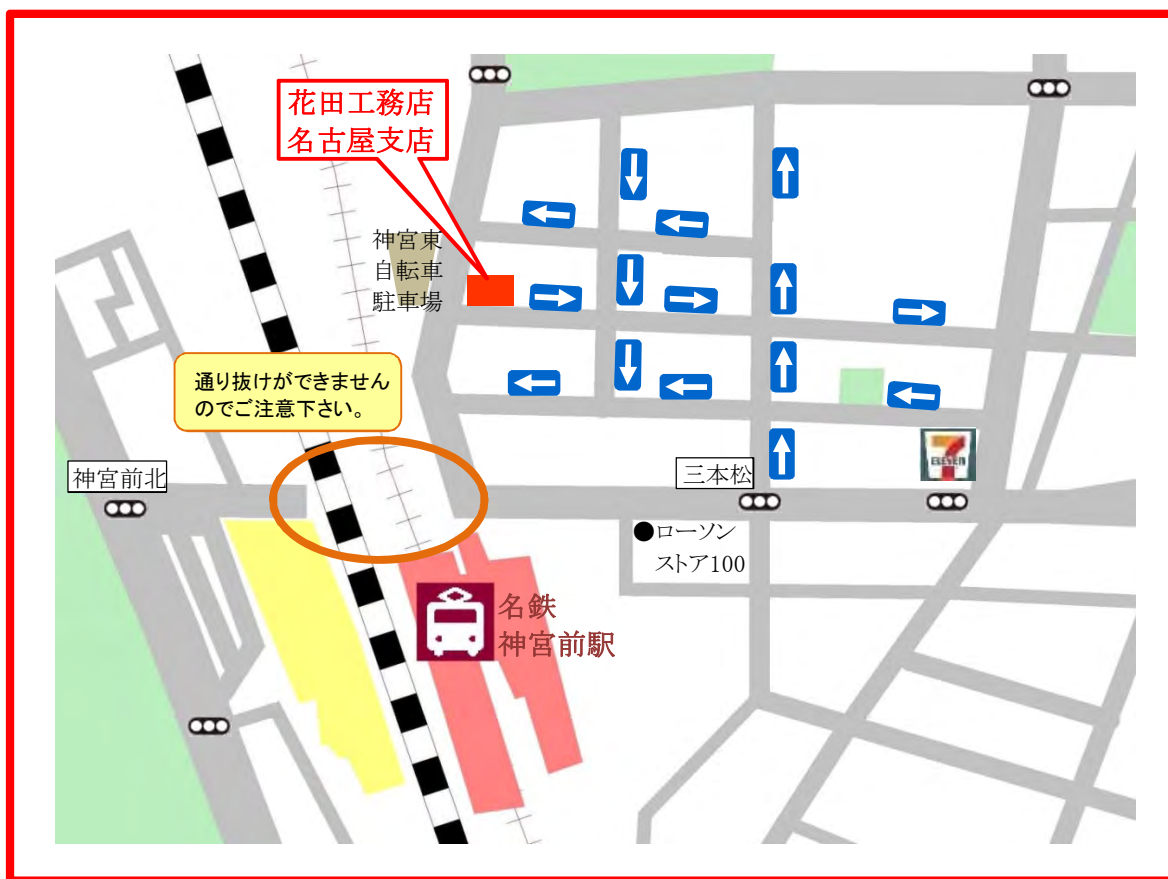 花田工務店
名古屋支店
神宮東
自転車
駐車場
通り抜けができません
のでご注意下さい。
神宮前北
三本松
ELEVEN
●ローソン
ストア100
名鉄
神宮前駅